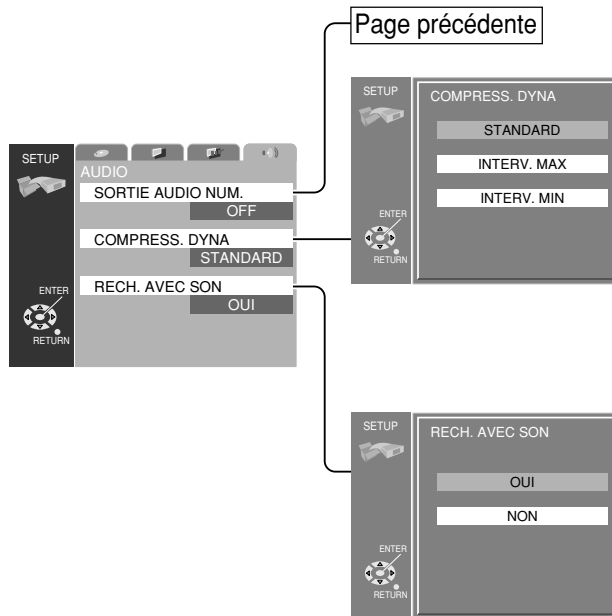 Page précédente
SETUP
AUDIO
SORTIE AUDIO NUM.
OFF
COMPRESS. DYNA
STANDARD
RECH. AVEC SON
OUI
ENTER
RETURN
SETUP
COMPRESS. DYNA
STANDARD
INTERV. MAX
INTERV. MIN
ENTER
RETURN
SETUP
RECH. AVEC SON
OUI
NON
ENTER
RETURN